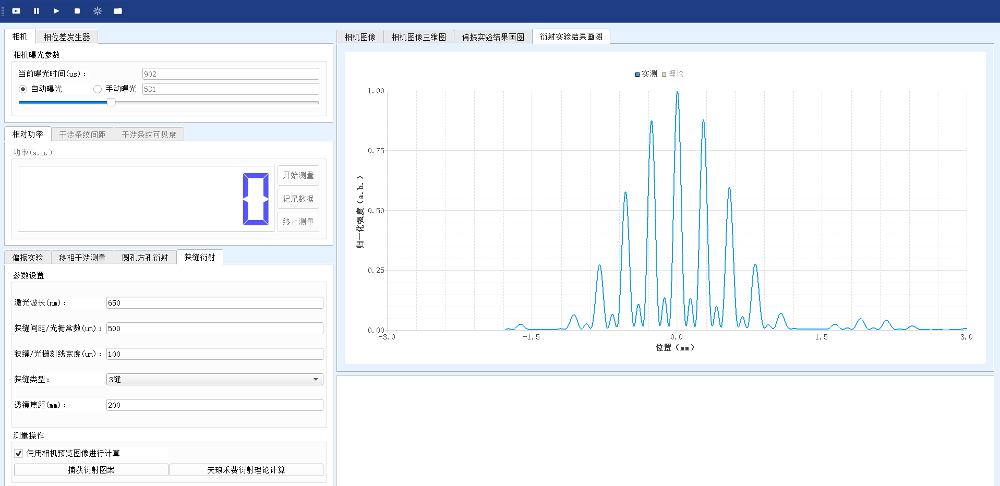 相机 相位差发生器
相机曝光参数
当前曝光时间(us)： 902
自动曝光 手动曝光 531
相对功率 干涉条纹间距 干涉条纹可见度
功率(a.u.)
0
开始测量
记录数据
终止测量
偏振实验 移相干涉测量 圆孔方孔衍射 狭缝衍射
参数设置
激光波长(nm)： 650
狭缝间距/光栅常数(um)： 500
狭缝/光栅刻线宽度(um)： 100
狭缝类型： 3缝
透镜焦距(mm)： 200
测量操作
使用相机预览图像进行计算
捕获衍射图案 夫琅禾费衍射理论计算
相机图像 相机图像三维图 偏振实验结果画图 衍射实验结果画图
实测 理论
归一化强度（a.b.）
1.00
0.75
0.50
0.25
0.00
-3.0 -1.5 0.0 1.5 3.0
位置（mm）